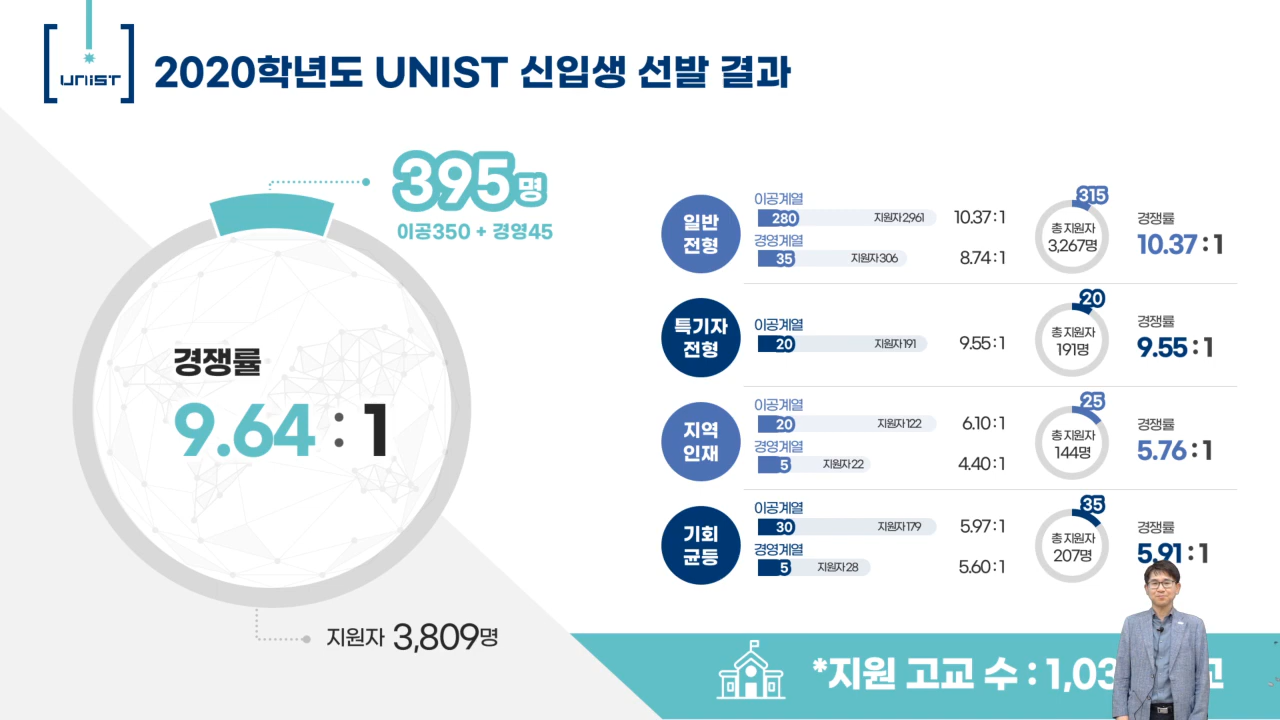 UNIST
2020학년도 UNIST 신입생 선발 결과
395명
이공350 + 경영45
경쟁률
9.64 : 1
지원자 3,809명
일반
전형
이공계열
280 지원자 2,961 10.37 : 1
경영계열
35 지원자 306 8.74 : 1
315
총 지원자
3,267명
경쟁률
10.37 : 1
특기자
전형
이공계열
20 지원자 191 9.55 : 1
20
총 지원자
191명
경쟁률
9.55 : 1
지역
인재
이공계열
20 지원자 122 6.10 : 1
경영계열
5 지원자 22 4.40 : 1
25
총 지원자
144명
경쟁률
5.76 : 1
기회
균등
이공계열
30 지원자 179 5.97 : 1
경영계열
5 지원자 28 5.60 : 1
35
총 지원자
207명
경쟁률
5.91 : 1
*지원 고교 수 : 1,03